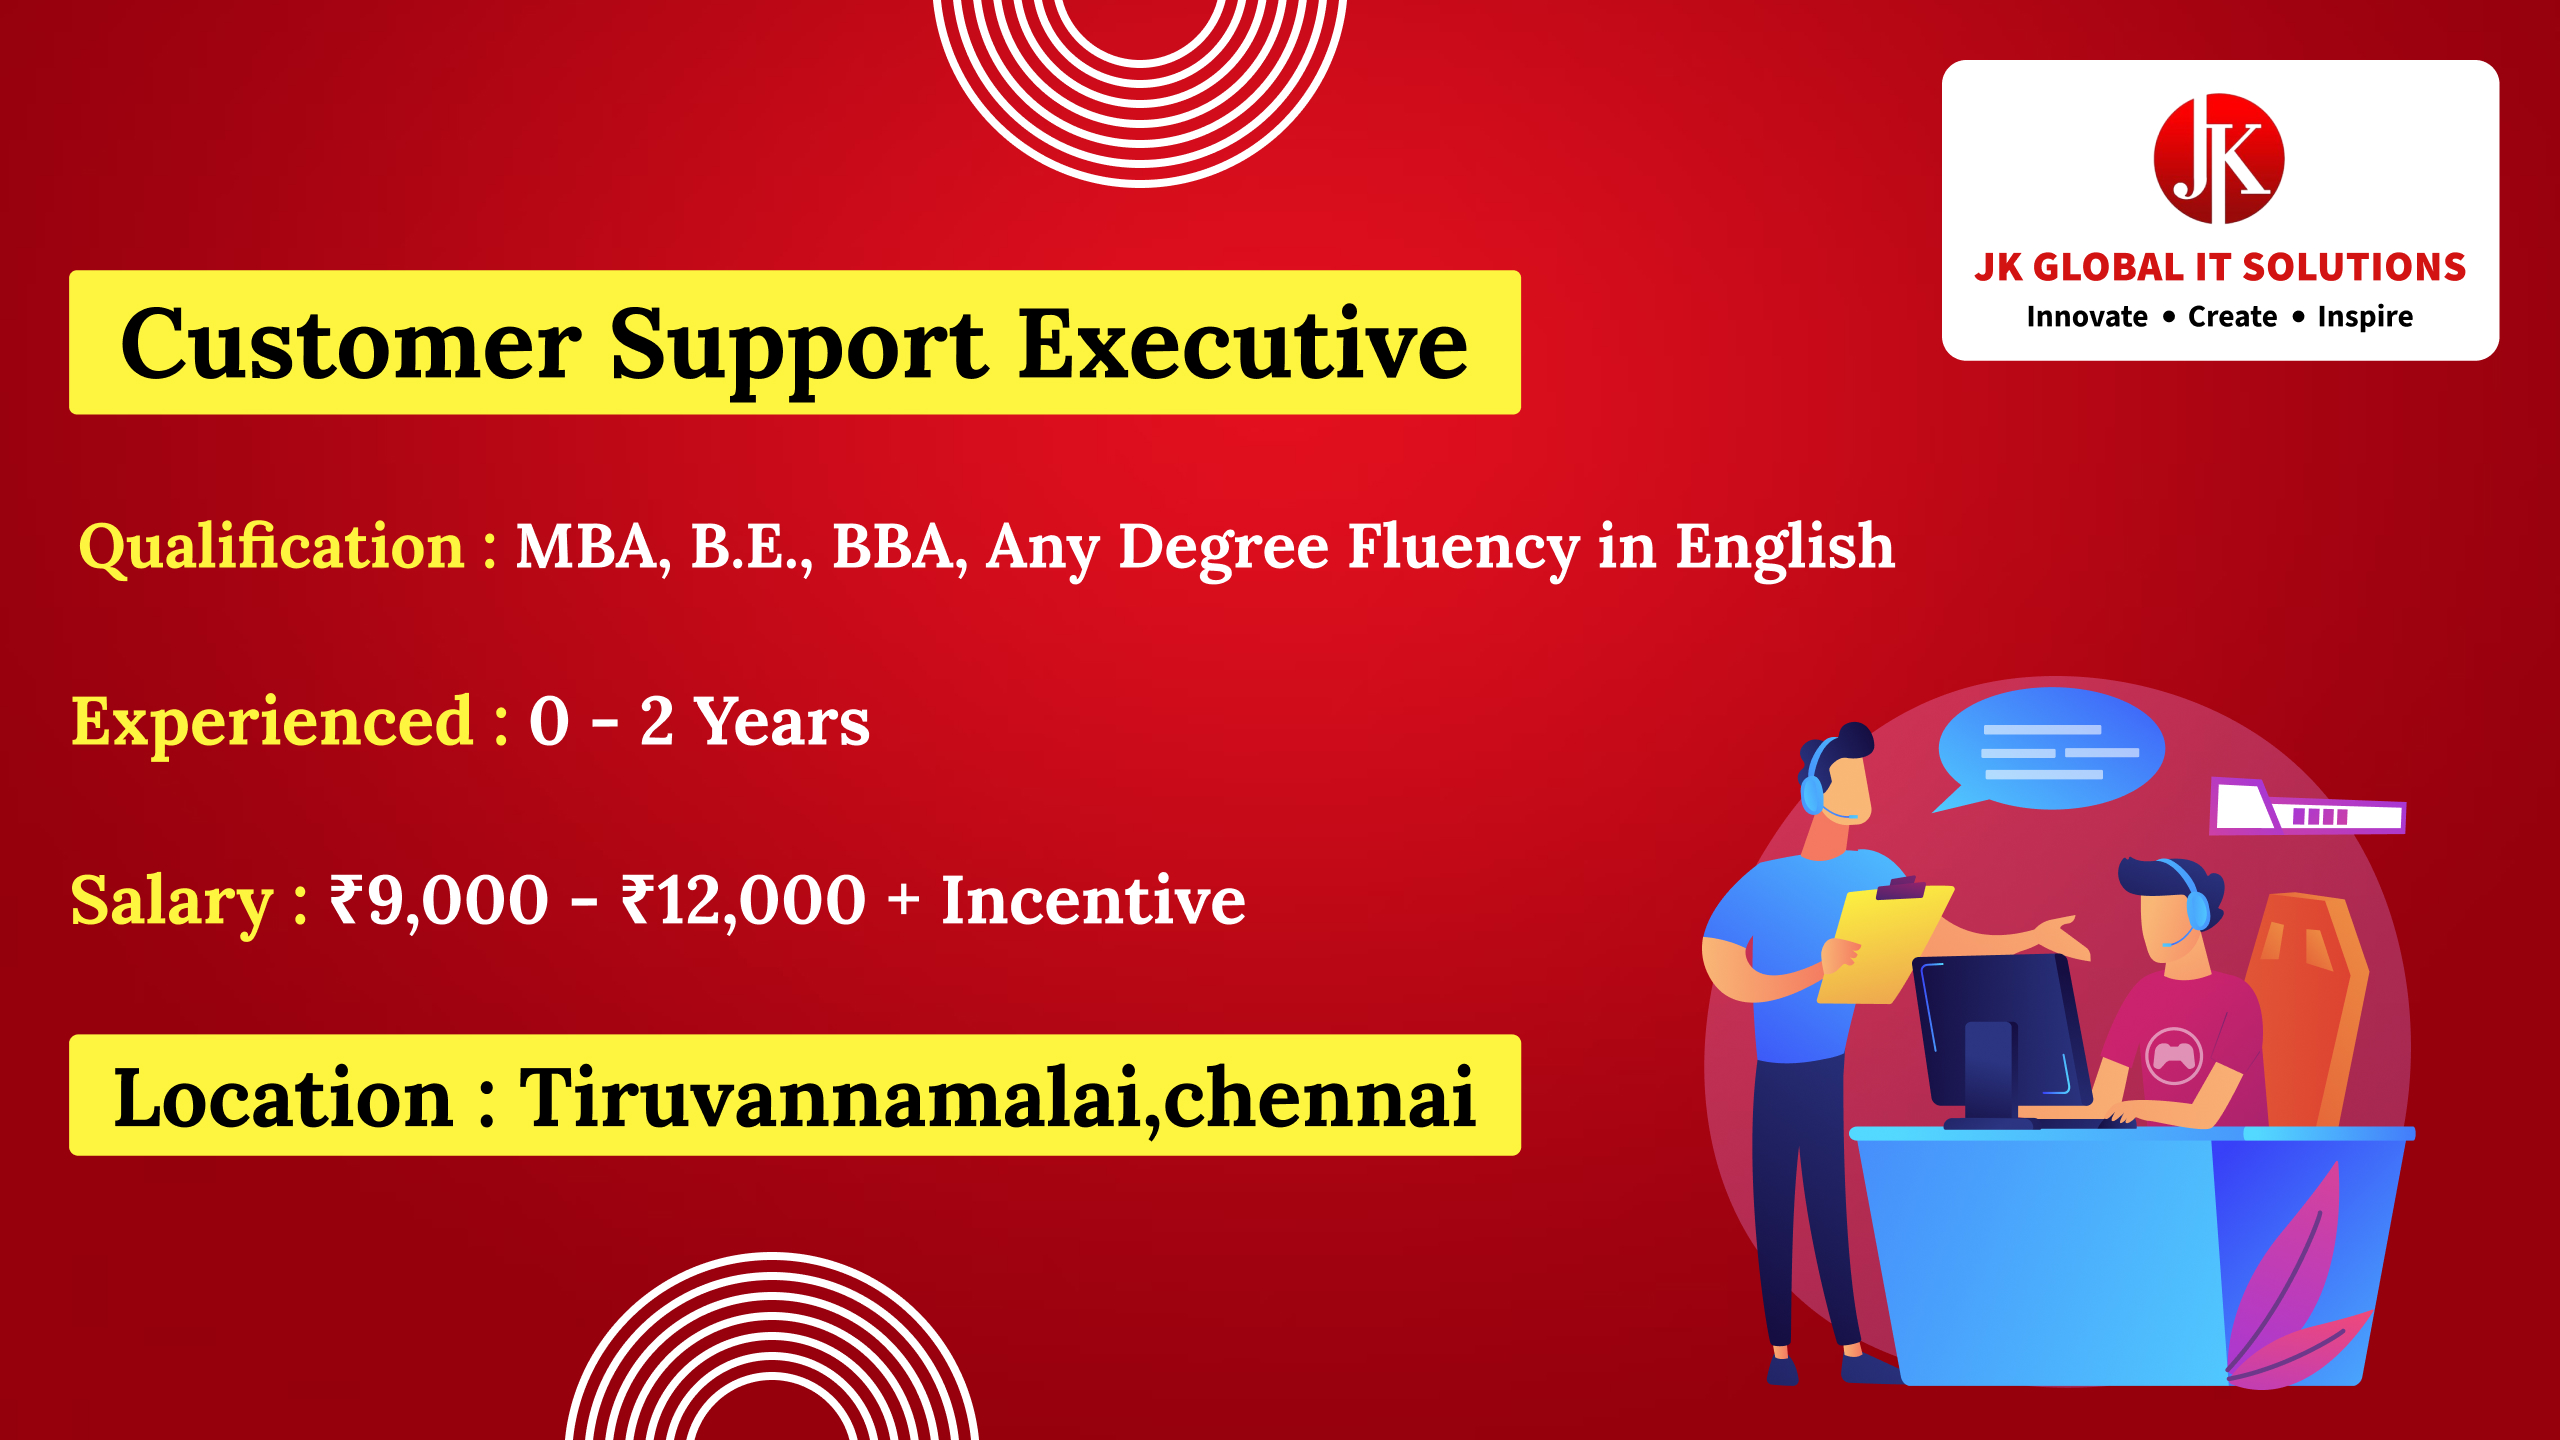 JK
JK GLOBAL IT SOLUTIONS
Innovate • Create • Inspire
Customer Support Executive
Qualification : MBA, B.E., BBA, Any Degree Fluency in English
Experienced : 0 - 2 Years
Salary : ₹9,000 - ₹12,000 + Incentive
Location : Tiruvannamalai,chennai